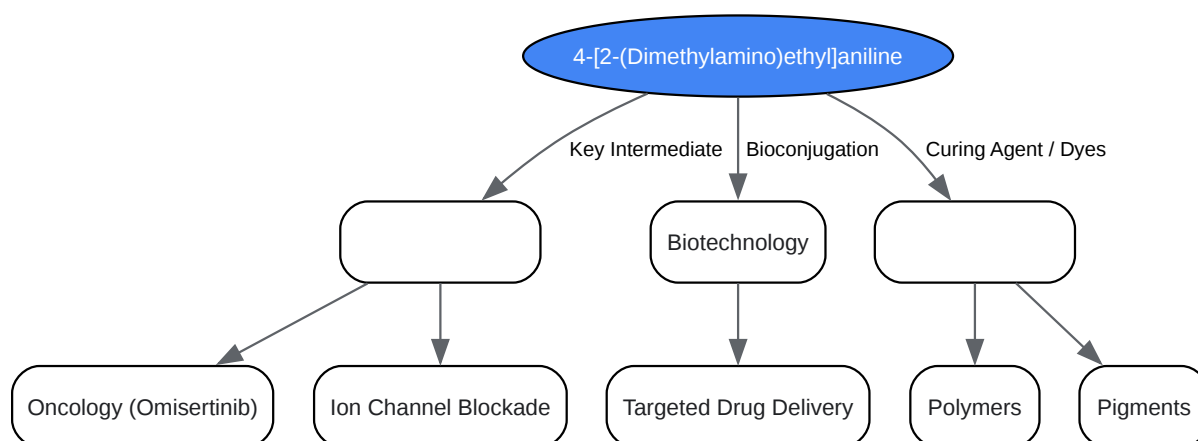 4-[2-(Dimethylamino)ethyl]aniline
Key Intermediate
Bioconjugation
Curing Agent / Dyes
Biotechnology
Oncology (Omisertinib)
Ion Channel Blockade
Targeted Drug Delivery
Polymers
Pigments